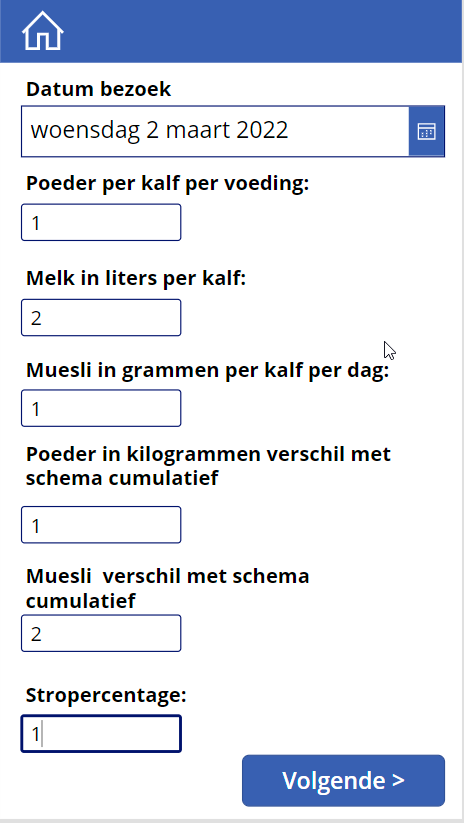 Datum bezoek
woensdag 2 maart 2022
Poeder per kalf per voeding:
1
Melk in liters per kalf:
2
Muesli in grammen per kalf per dag:
1
Poeder in kilogrammen verschil met
schema cumulatief
1
Muesli  verschil met schema
cumulatief
2
Stropercentage:
1
Volgende >